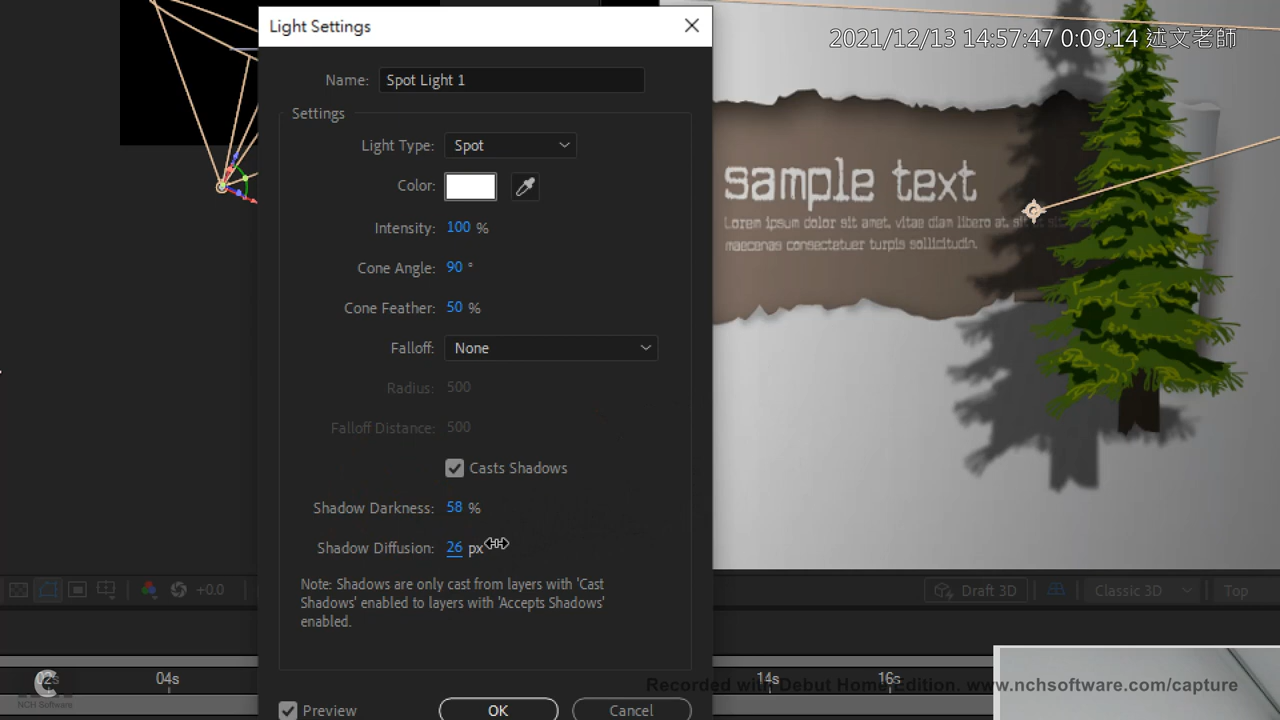 Light Settings
2021/12/13 14:57:47 0:09:14 述文老師
Name: Spot Light 1
Settings
Light Type: Spot
Color:
Intensity: 100 %
Cone Angle: 90 °
Cone Feather: 50 %
Falloff: None
Radius: 500
Falloff Distance: 500
Casts Shadows
Shadow Darkness: 58 %
Shadow Diffusion: 26 px
Note: Shadows are only cast from layers with 'Cast
Shadows' enabled to layers with 'Accepts Shadows'
enabled.
Preview
OK
Cancel
sample text
Lorem ipsum dolor sit amet, vitae diam libero at, sit
maecenas consectetuer turpis sollicitudin.
+0.0
Draft 3D
Classic 3D
Top
02s
04s
14s
16s
NCH Software
Recorded with Debut Home Edition. www.nchsoftware.com/capture